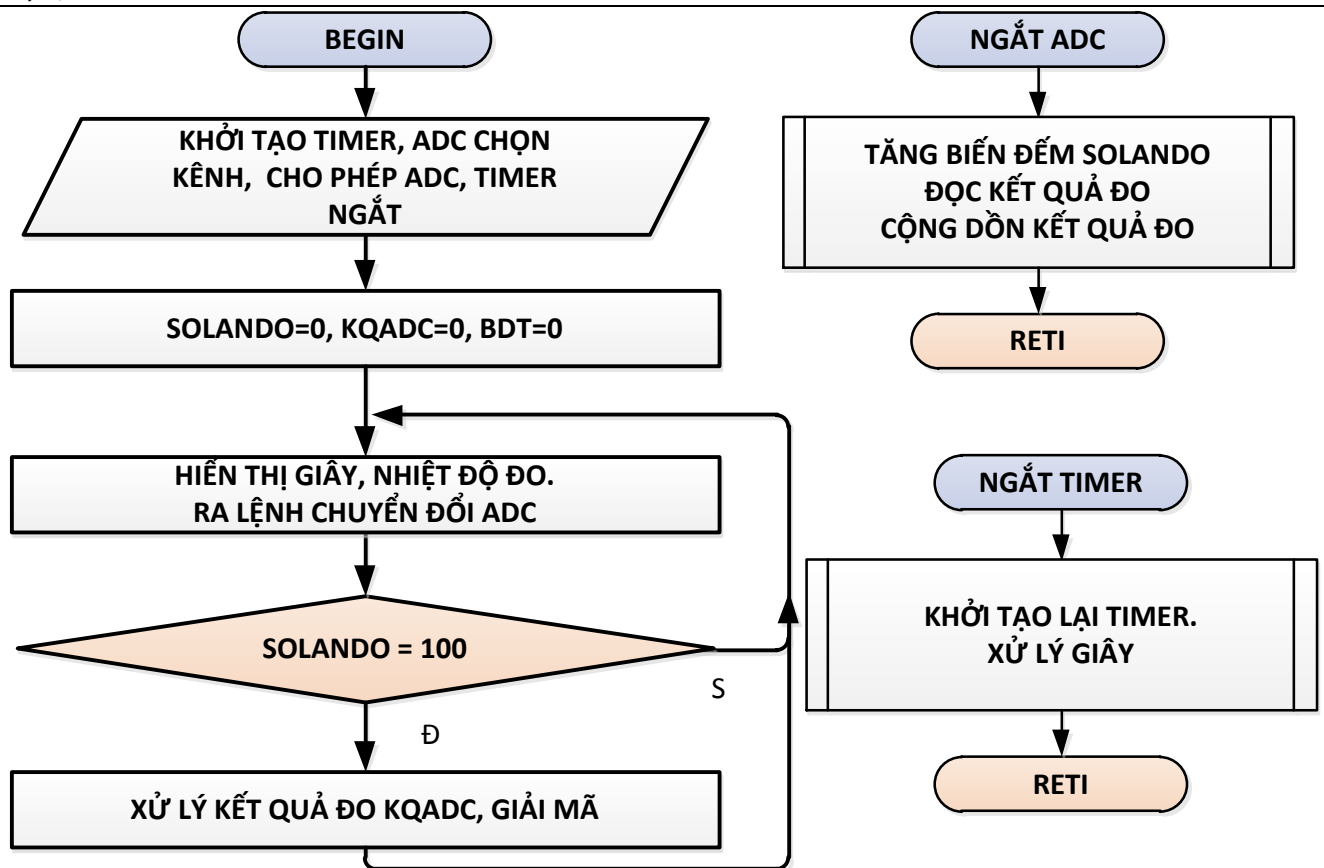 BEGIN
KHỞI TẠO TIMER, ADC CHỌN
KÊNH, CHO PHÉP ADC, TIMER
NGẮT
SOLANDO=0, KQADC=0, BDT=0
HIỂN THỊ GIÂY, NHIỆT ĐỘ ĐO.
RA LỆNH CHUYỂN ĐỔI ADC
SOLANDO = 100
S
Đ
XỬ LÝ KẾT QUẢ ĐO KQADC, GIẢI MÃ
NGẮT ADC
TĂNG BIẾN ĐẾM SOLANDO
ĐỌC KẾT QUẢ ĐO
CỘNG DỒN KẾT QUẢ ĐO
RETI
NGẮT TIMER
KHỞI TẠO LẠI TIMER.
XỬ LÝ GIÂY
RETI